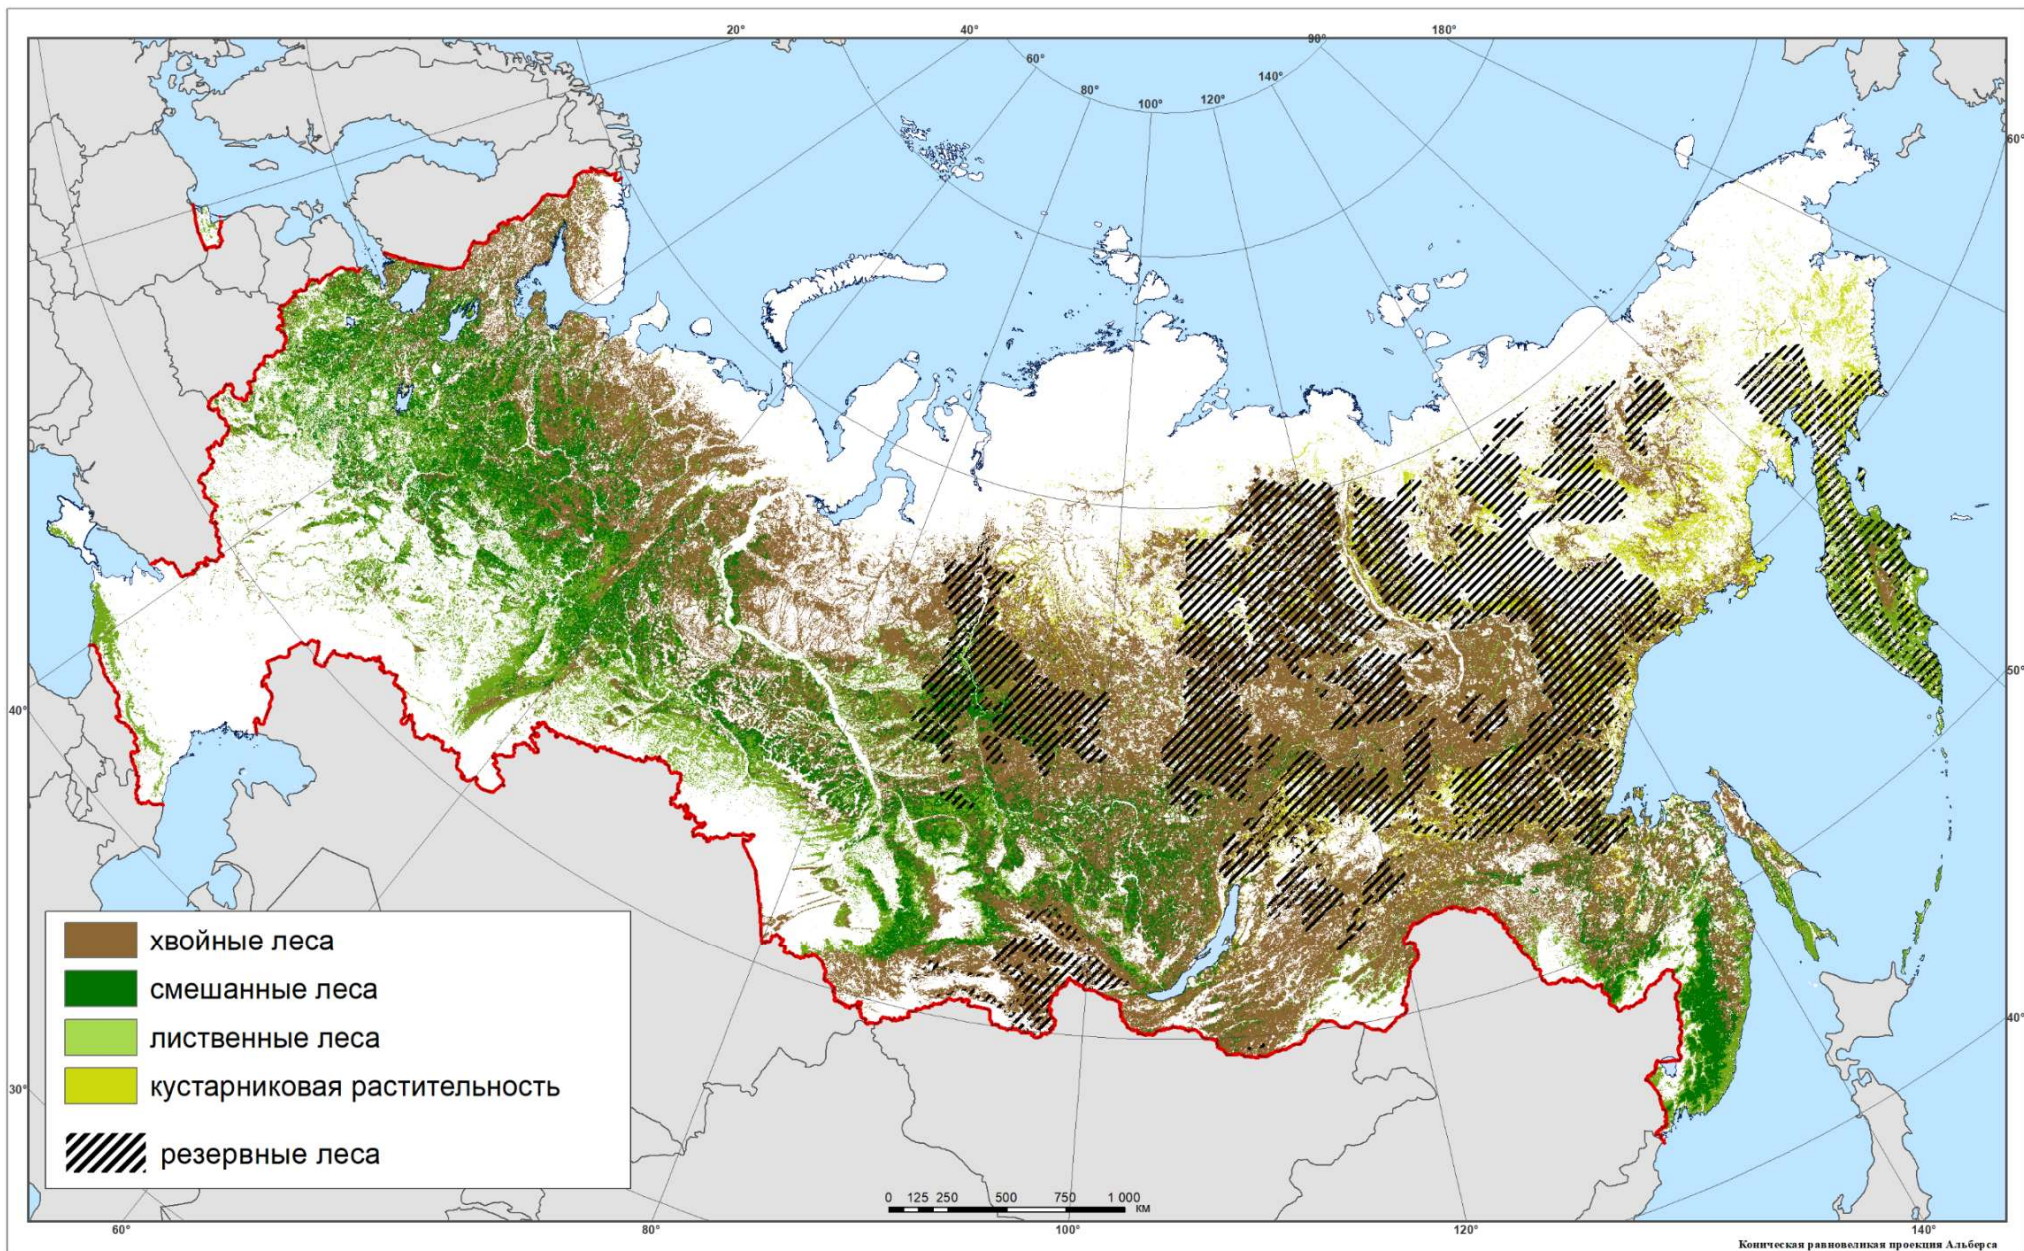 20°
40°
90°
180°
60°
140°
80°
100°
120°
60°
50°
40°
40°
30°
хвойные леса
смешанные леса
лиственные леса
кустарниковая растительность
резервные леса
0 125 250 500 750 1 000
км
60°
80°
100°
120°
140°
Коническая равновеликая проекция Альберса